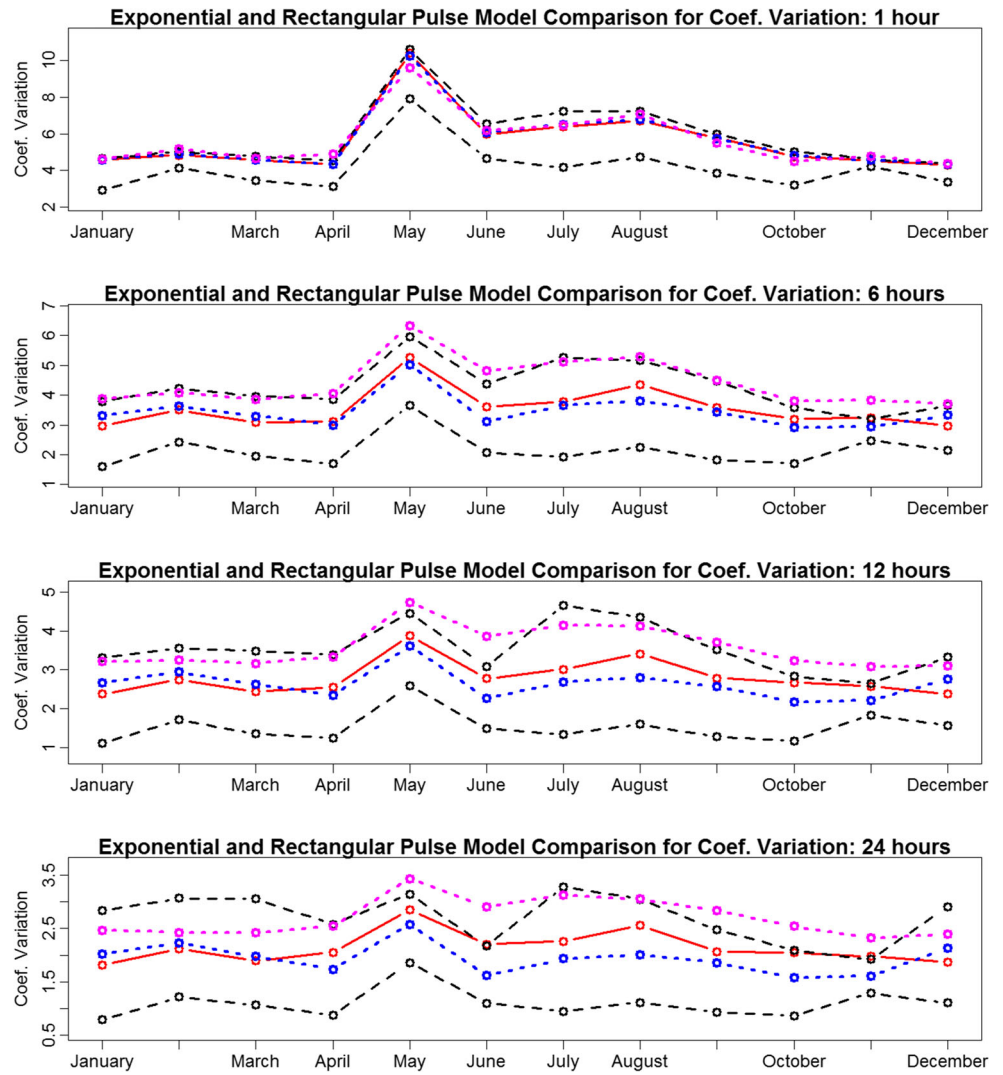 Exponential and Rectangular Pulse Model Comparison for Coef. Variation: 1 hour
Coef. Variation
10
8
6
4
2
January March April May June July August October December
Exponential and Rectangular Pulse Model Comparison for Coef. Variation: 6 hours
Coef. Variation
7
6
5
4
3
2
1
January March April May June July August October December
Exponential and Rectangular Pulse Model Comparison for Coef. Variation: 12 hours
Coef. Variation
5
4
3
2
1
January March April May June July August October December
Exponential and Rectangular Pulse Model Comparison for Coef. Variation: 24 hours
Coef. Variation
3.5
2.5
1.5
0.5
January March April May June July August October December